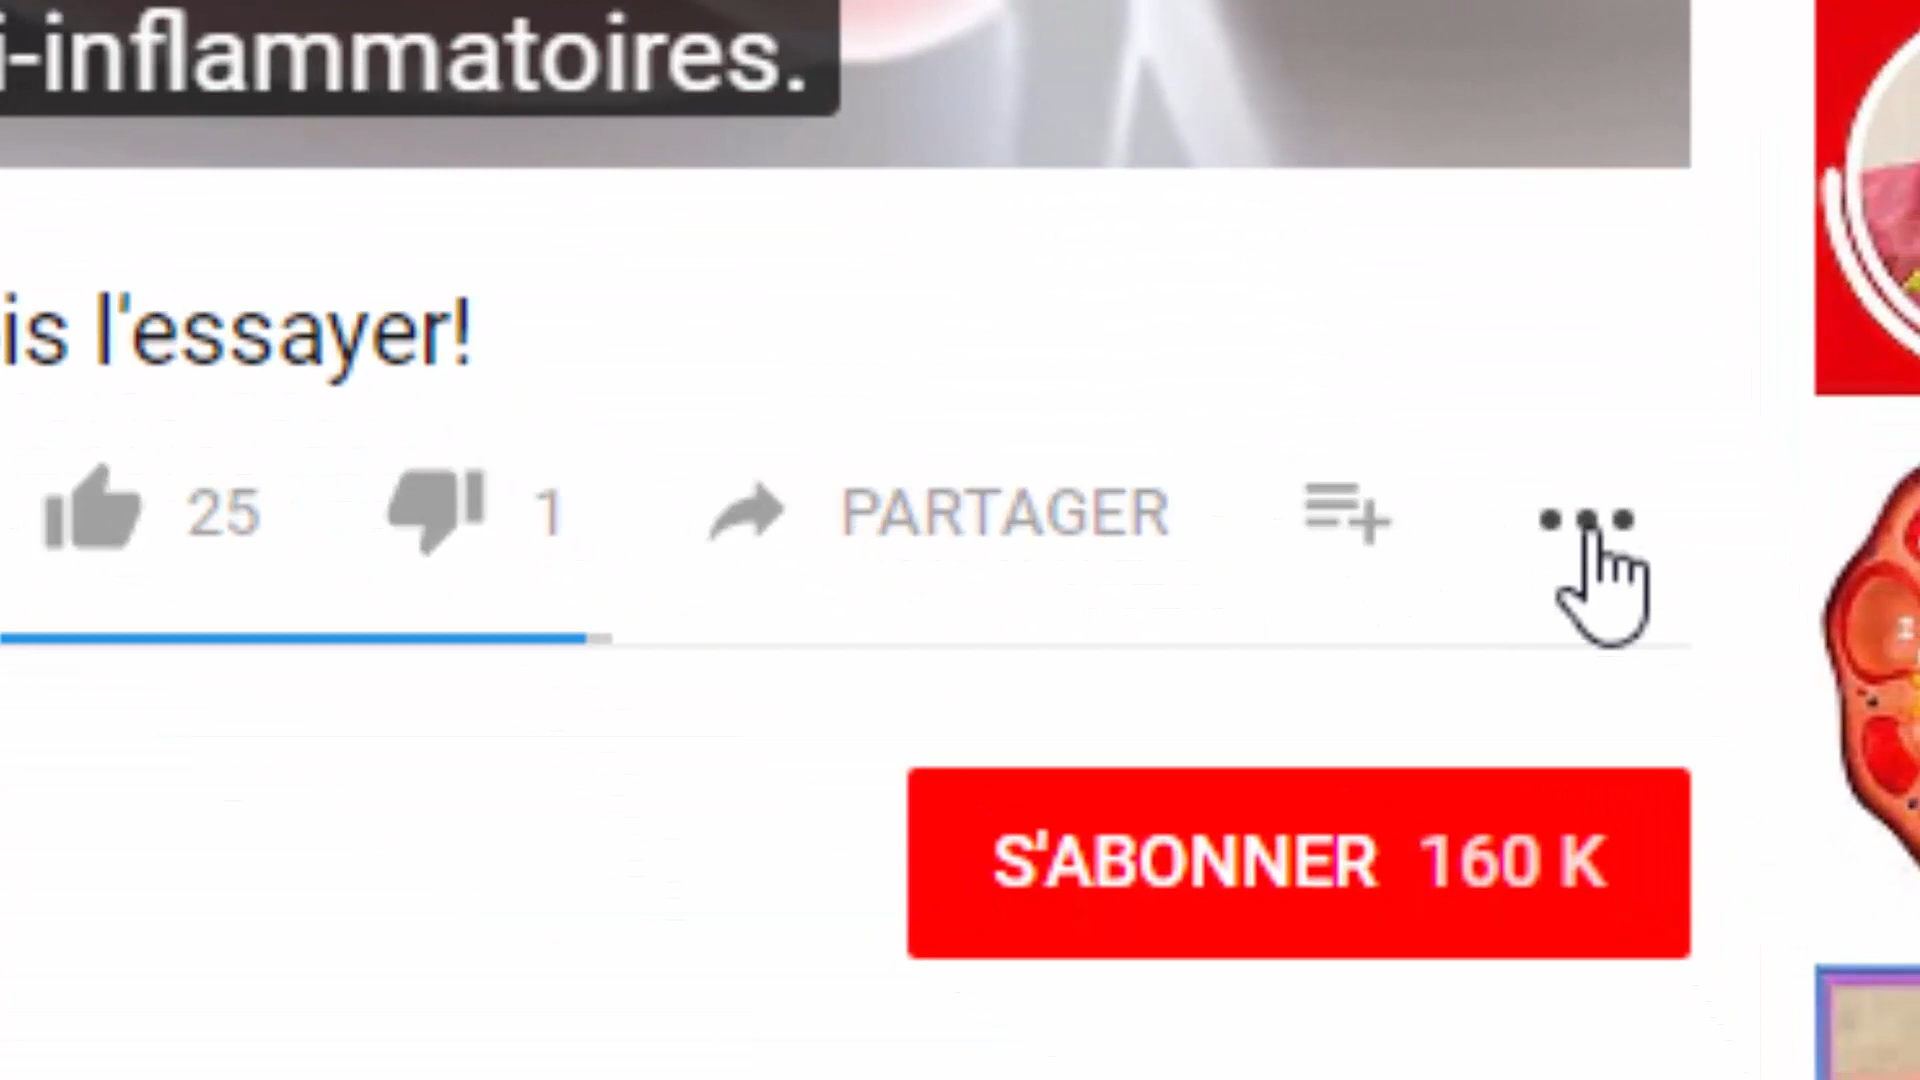 i-inflammatoires.
is l'essayer!
25 1 PARTAGER
S'ABONNER 160 K